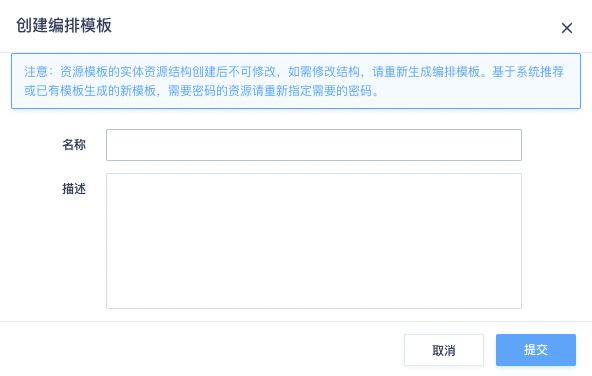 创建编排模板
注意：资源模板的实体资源结构创建后不可修改，如需修改结构，请重新生成编排模板。基于系统推荐
或已有模板生成的新模板，需要密码的资源请重新指定需要的密码。
名称
描述
取消
提交